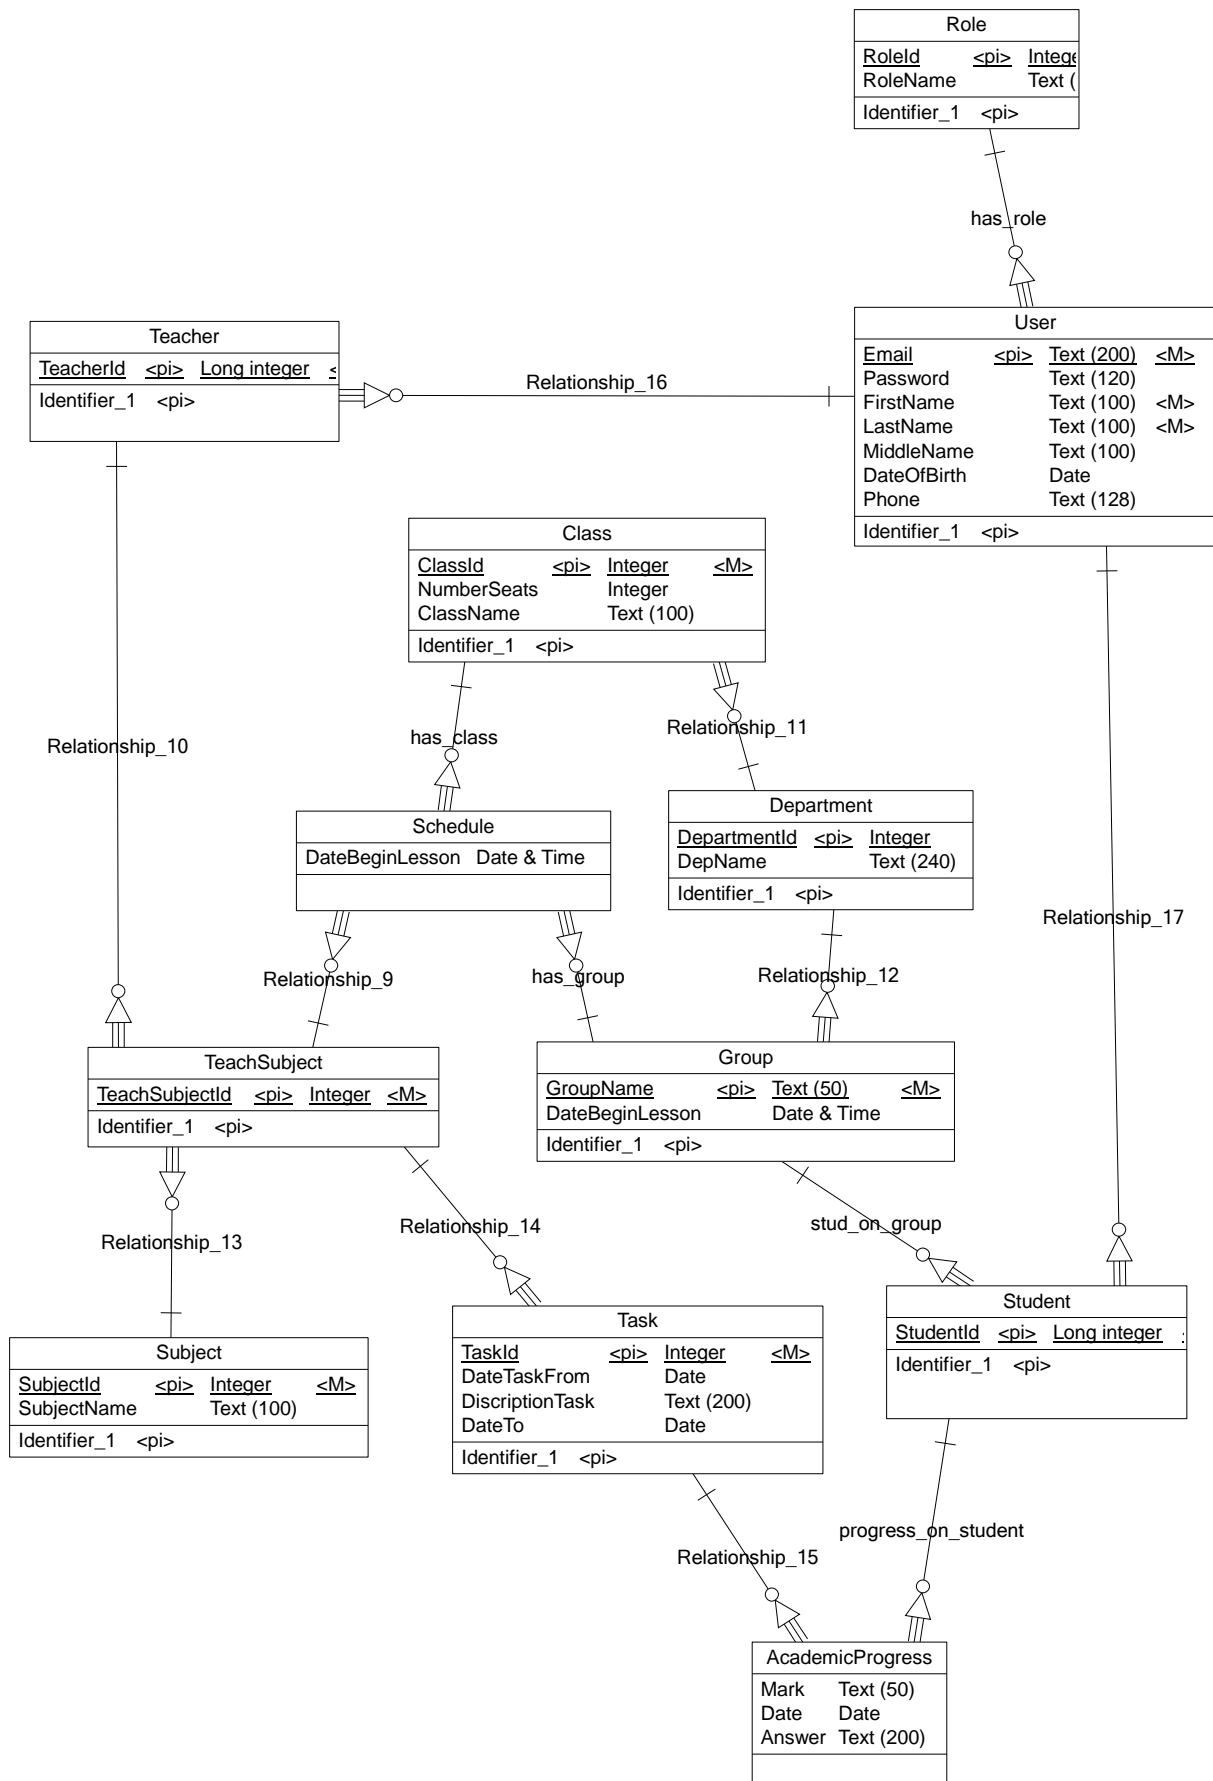 Role
RoleId <pi> Intege
RoleName Text (
Identifier_1 <pi>
has_role
Teacher
TeacherId <pi> Long integer <
Identifier_1 <pi>
Relationship_16
User
Email <pi> Text (200) <M>
Password Text (120)
FirstName Text (100) <M>
LastName Text (100) <M>
MiddleName Text (100)
DateOfBirth Date
Phone Text (128)
Identifier_1 <pi>
Class
ClassId <pi> Integer <M>
NumberSeats Integer
ClassName Text (100)
Identifier_1 <pi>
Relationship_10
has_class
Relationship_11
Schedule
DateBeginLesson Date & Time
Department
DepartmentId <pi> Integer
DepName Text (240)
Identifier_1 <pi>
Relationship_17
Relationship_9
has_group
Relationship_12
TeachSubject
TeachSubjectId <pi> Integer <M>
Identifier_1 <pi>
Group
GroupName <pi> Text (50) <M>
DateBeginLesson Date & Time
Identifier_1 <pi>
Relationship_13
Relationship_14
stud_on_group
Subject
SubjectId <pi> Integer <M>
SubjectName Text (100)
Identifier_1 <pi>
Task
TaskId <pi> Integer <M>
DateTaskFrom Date
DiscriptionTask Text (200)
DateTo Date
Identifier_1 <pi>
Student
StudentId <pi> Long integer
Identifier_1 <pi>
Relationship_15
progress_on_student
AcademicProgress
Mark Text (50)
Date Date
Answer Text (200)